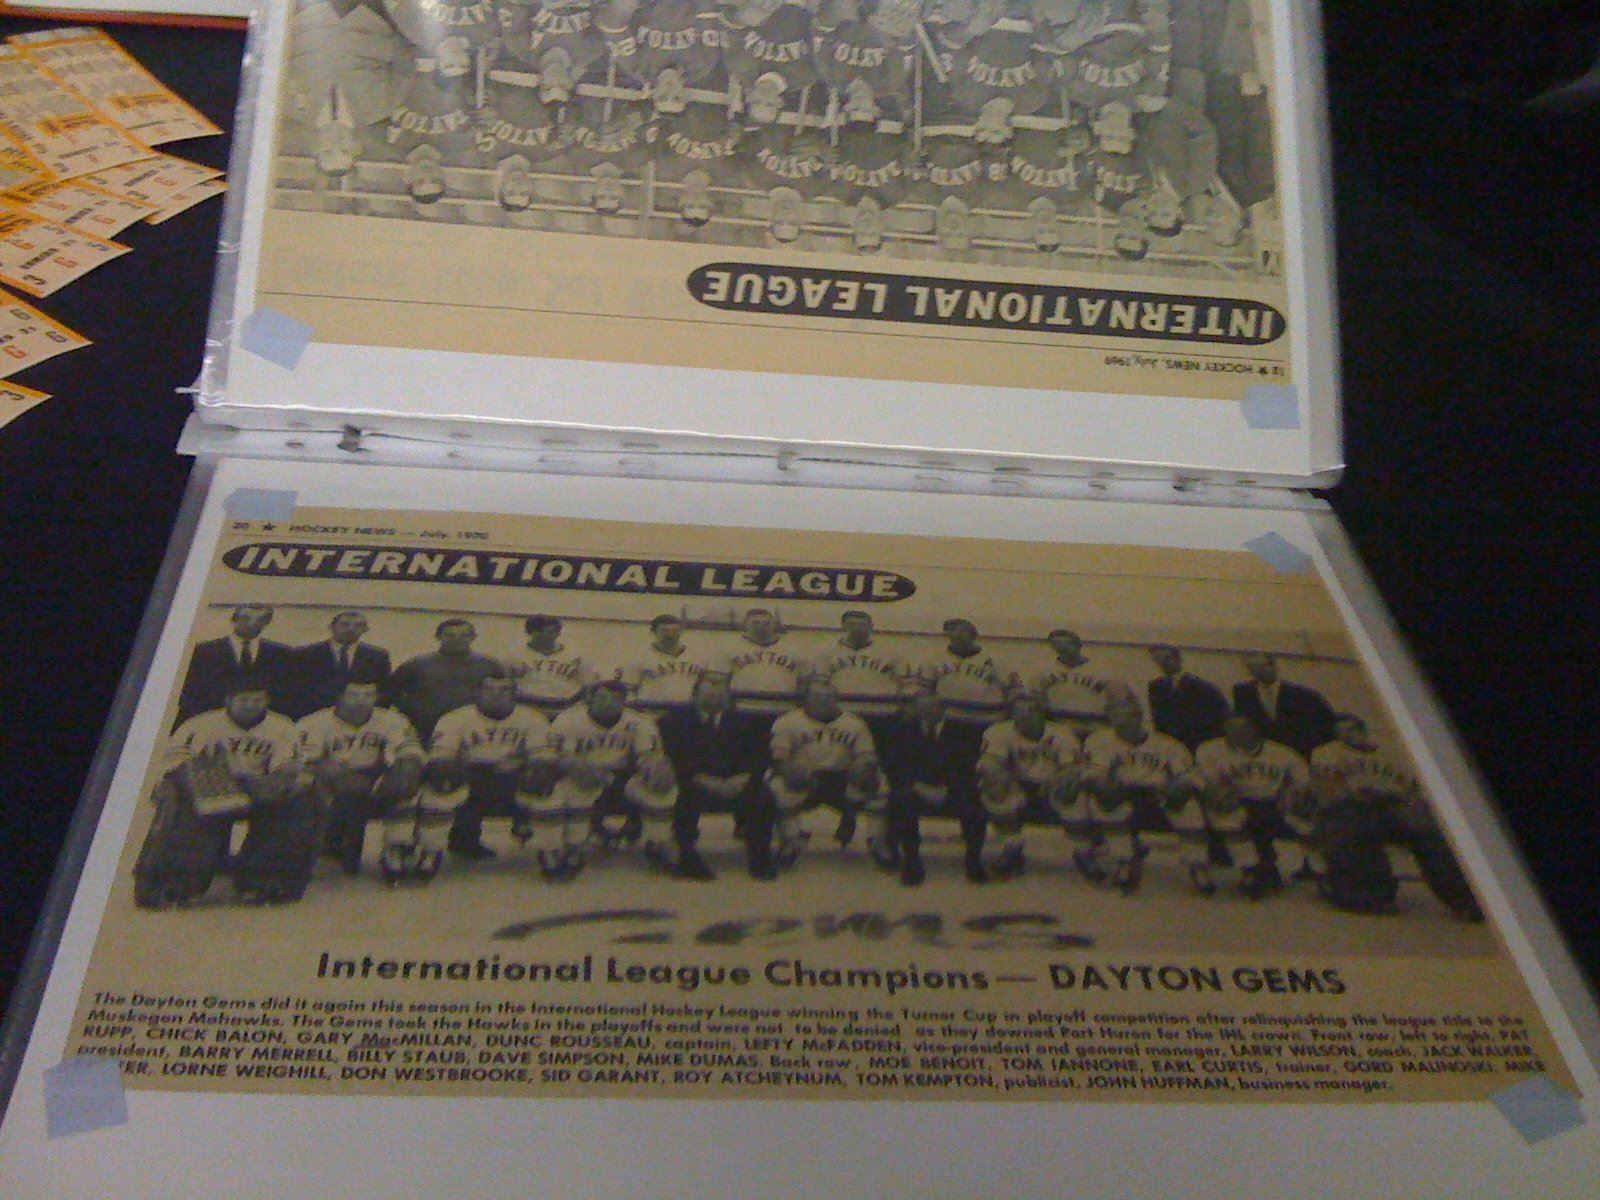 INTERNATIONAL LEAGUE
18 ★ HOCKEY NEWS, July, 1969
20 ★ HOCKEY NEWS — July, 1970
INTERNATIONAL LEAGUE
DAYTON
DAYTON
DAYTON
DAYTON
DAYTON
Gems
International League Champions — DAYTON GEMS
The Dayton Gems did it again this season in the International Hockey League winning the Turner Cup in playoff competition after relinquishing the league title to the
Muskegon Mohawks. The Gems took the Hawks in the playoffs and were not to be denied as they downed Port Huron for the IHL crown. Front row, left to right, PAT
RUPP, CHICK BALON, GARY MacMILLAN, DUNC ROUSSEAU, captain, LEFTY McFADDEN, vice-president and general manager, LARRY WILSON, coach, JACK WALKER,
president, BARRY MERRELL, BILLY STAUB, DAVE SIMPSON, MIKE DUMAS. Back row, MOE BENOIT, TOM IANNONE, EARL CURTIS, trainer, GORD MALINOSKI, MIKE
LORNE WEIGHILL, DON WESTBROOKE, SID GARANT, ROY ATCHEYNUM, TOM KEMPTON, publicist, JOHN HUFFMAN, business manager.